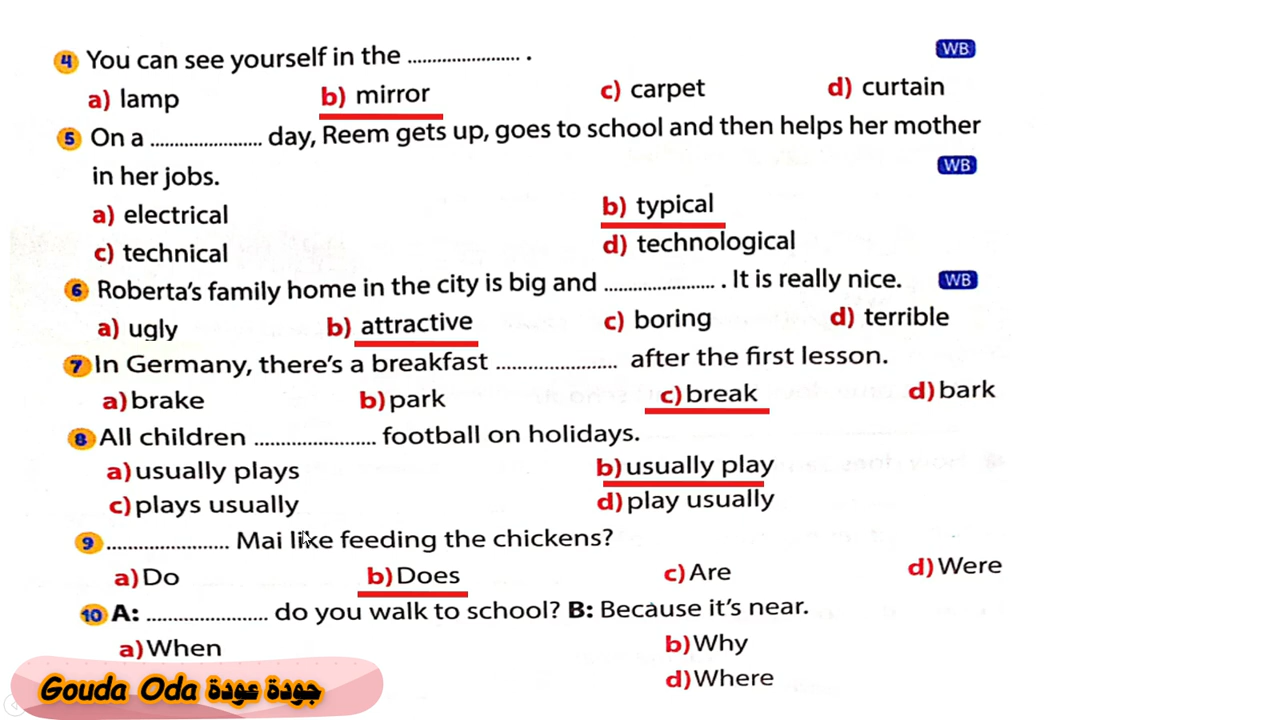 4 You can see yourself in the ........................ . WB
a) lamp b) mirror c) carpet d) curtain
5 On a ........................ day, Reem gets up, goes to school and then helps her mother
in her jobs. WB
a) electrical b) typical
c) technical d) technological
6 Roberta's family home in the city is big and ........................ . It is really nice. WB
a) ugly b) attractive c) boring d) terrible
7 In Germany, there's a breakfast ........................ after the first lesson.
a) brake b) park c) break d) bark
8 All children ........................ football on holidays.
a) usually plays b) usually play
c) plays usually d) play usually
9 ........................ Mai like feeding the chickens?
a) Do b) Does c) Are d) Were
10 A: ........................ do you walk to school? B: Because it's near.
a) When b) Why
d) Where
Gouda Oda جودة عودة